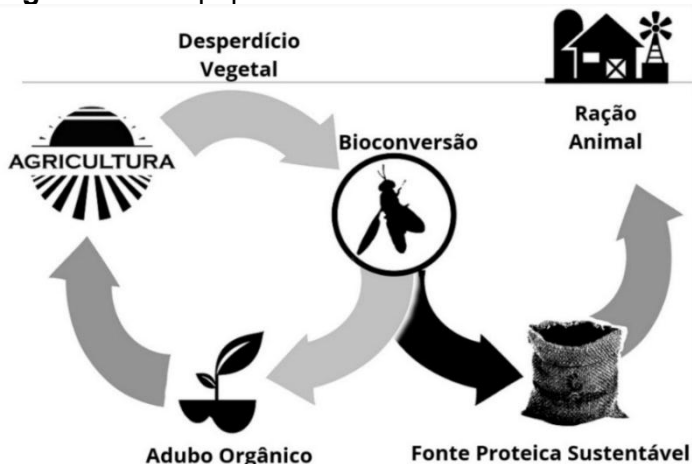 Desperdício
Vegetal
Ração
Animal
Bioconversão
AGRICULTURA
Adubo Orgânico
Fonte Proteica Sustentável